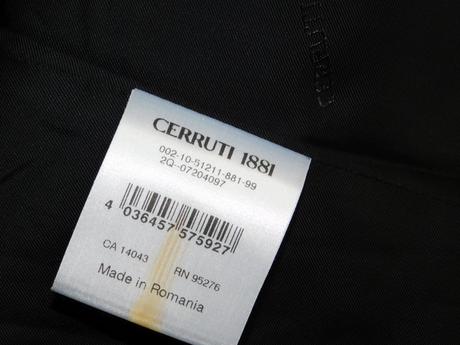 CERRUTI 1881
002-10-51211-881-99
2Q--07204097
4 036457 575927
CA 14043 RN 95276
Made in Romania